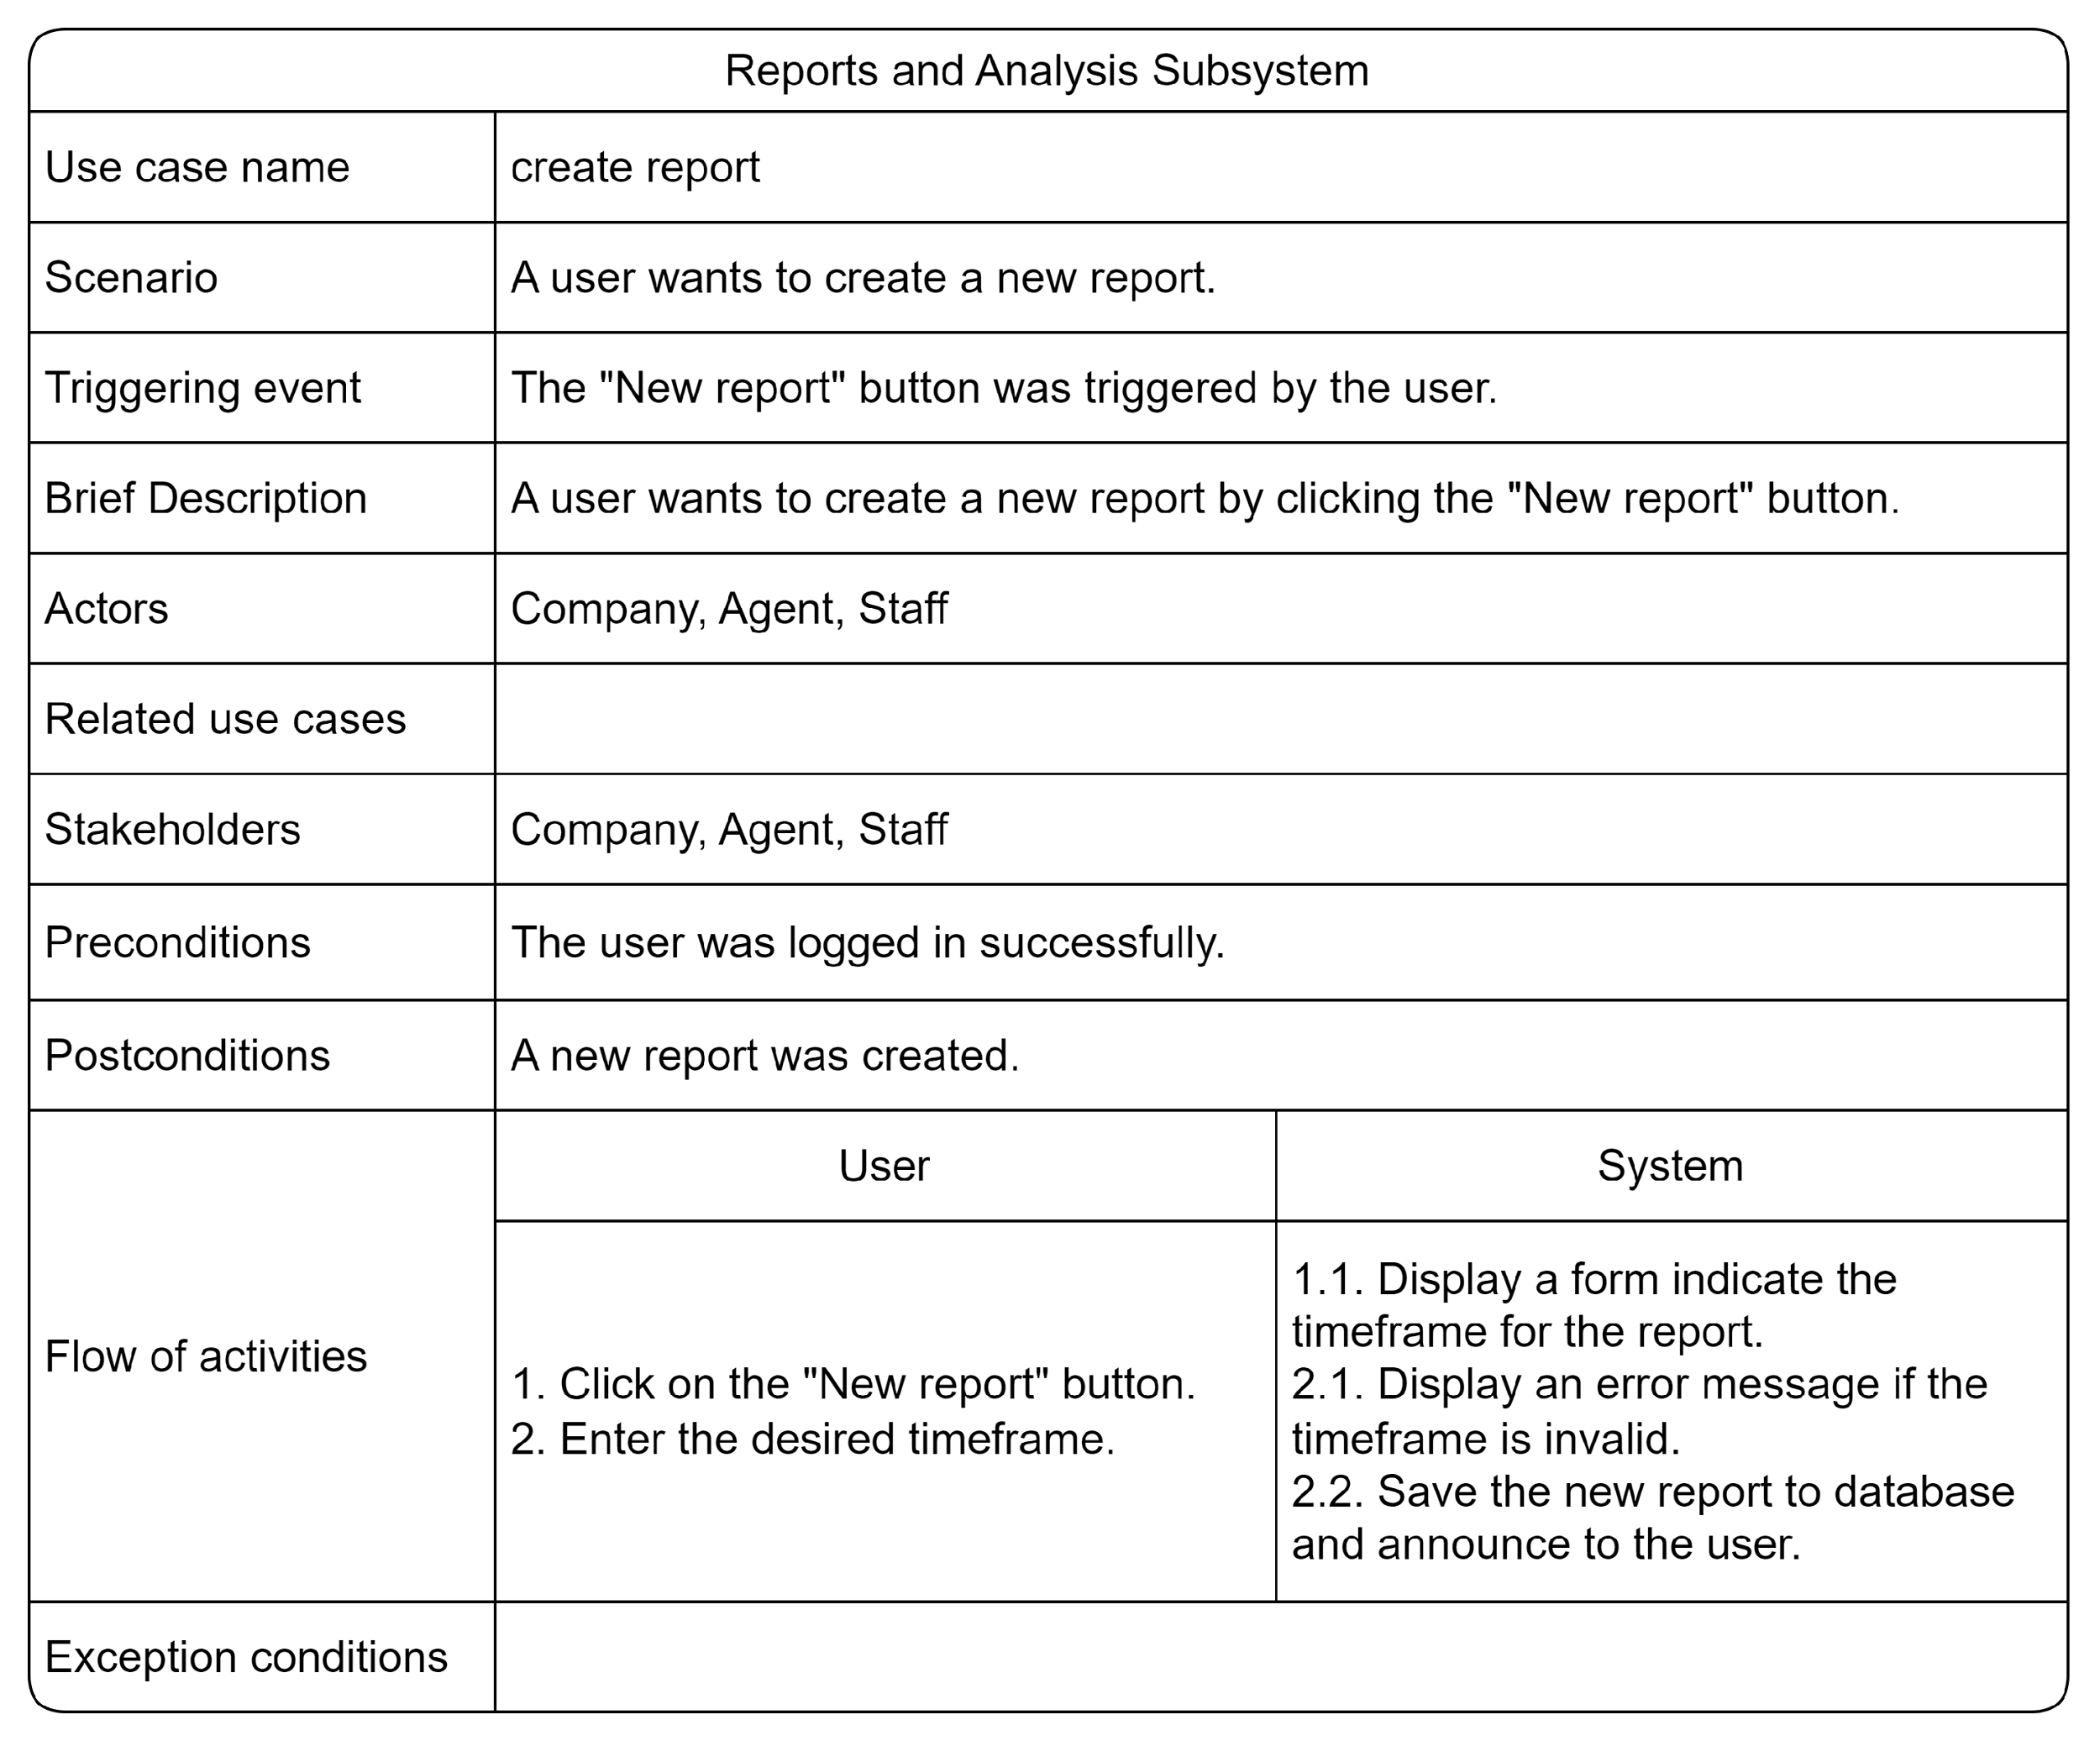 Reports and Analysis Subsystem
Use case name
create report
Scenario
A user wants to create a new report.
Triggering event
The "New report" button was triggered by the user.
Brief Description
A user wants to create a new report by clicking the "New report" button.
Actors
Company, Agent, Staff
Related use cases
Stakeholders
Company, Agent, Staff
Preconditions
The user was logged in successfully.
Postconditions
A new report was created.
Flow of activities
User
System
1. Click on the "New report" button.
2. Enter the desired timeframe.
1.1. Display a form indicate the
timeframe for the report.
2.1. Display an error message if the
timeframe is invalid.
2.2. Save the new report to database
and announce to the user.
Exception conditions